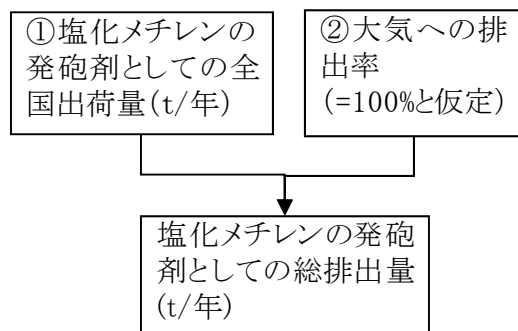 ①塩化メチレンの
発砲剤としての全
国出荷量(t/年)
②大気への排
出率
(=100%と仮定)
塩化メチレンの発砲
剤としての総排出量
(t/年)